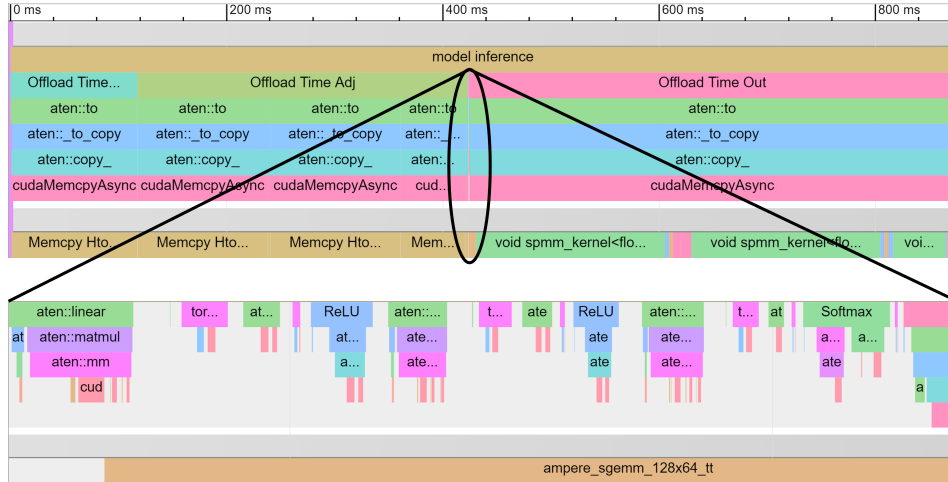 0 ms 200 ms 400 ms 600 ms 800 ms
model inference
Offload Time... Offload Time Adj Offload Time Out
aten::to aten::to aten::to aten::to aten::to
aten::_to_copy aten::_to_copy aten::_to_copy aten::_... aten::_to_copy
aten::copy_ aten::copy_ aten::copy_ aten:... aten::copy_
cudaMemcpyAsync cudaMemcpyAsync cudaMemcpyAsync cud... cudaMemcpyAsync
Memcpy Hto... Memcpy Hto... Memcpy Hto... Mem... void spmm_kernel<flo... void spmm_kernel<flo... voi...
aten::linear tor... at... ReLU aten::... t... ate ReLU aten::... t... at Softmax
at aten::matmul at... ate... ate ate... a... a...
aten::mm a... ate... ate ate... ate
cud a
ampere_sgemm_128x64_tt